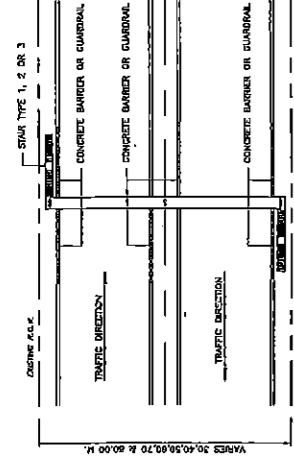 STAIR TYPE 1, 2 OR 3
CONCRETE BARRIER OR GUARDRAIL
CONCRETE BARRIER OR GUARDRAIL
CONCRETE BARRIER OR GUARDRAIL
EXISTING R.O.W.
TRAFFIC DIRECTION
TRAFFIC DIRECTION
VARIES 30,40,50,60,70 & 80.00 M.